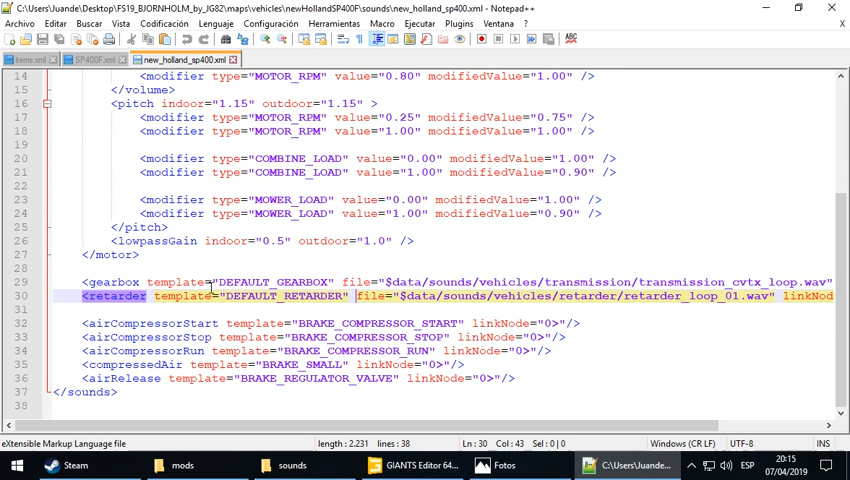 C:\Users\Juande\Desktop\FS19_BJORNHOLM_by_JG82\maps\vehicles\newHollandSP400F\sounds\new_holland_sp400.xml - Notepad++
Archivo Editar Buscar Vista Codificación Lenguaje Configuración Herramientas Macro Ejecutar Plugins Ventana ? X
items.xml SP400F.xml new_holland_sp400.xml
14 <modifier type="MOTOR_RPM" value="0.80" modifiedValue="1.00" />
15 </volume>
16 <pitch indoor="1.15" outdoor="1.15" >
17 <modifier type="MOTOR_RPM" value="0.25" modifiedValue="0.75" />
18 <modifier type="MOTOR_RPM" value="1.00" modifiedValue="1.00" />
19
20 <modifier type="COMBINE_LOAD" value="0.00" modifiedValue="1.00" />
21 <modifier type="COMBINE_LOAD" value="1.00" modifiedValue="0.90" />
22
23 <modifier type="MOWER_LOAD" value="0.00" modifiedValue="1.00" />
24 <modifier type="MOWER_LOAD" value="1.00" modifiedValue="0.90" />
25 </pitch>
26 <lowpassGain indoor="0.5" outdoor="1.0" />
27 </motor>
28
29 <gearbox template="DEFAULT_GEARBOX" file="$data/sounds/vehicles/transmission/transmission_cvtx_loop.wav"
30 <retarder template="DEFAULT_RETARDER" file="$data/sounds/vehicles/retarder/retarder_loop_01.wav" linkNod
31
32 <airCompressorStart template="BRAKE_COMPRESSOR_START" linkNode="0>"/>
33 <airCompressorStop template="BRAKE_COMPRESSOR_STOP" linkNode="0>"/>
34 <airCompressorRun template="BRAKE_COMPRESSOR_RUN" linkNode="0>"/>
35 <compressedAir template="BRAKE_SMALL" linkNode="0>"/>
36 <airRelease template="BRAKE_REGULATOR_VALVE" linkNode="0>"/>
37 </sounds>
38
eXtensible Markup Language file length : 2.231 lines : 38 Ln : 30 Col : 43 Sel : 0 | 0 Windows (CR LF) UTF-8 INS
Steam mods sounds GIANTS Editor 64... Fotos C:\Users\Juande... ESP 20:15
07/04/2019